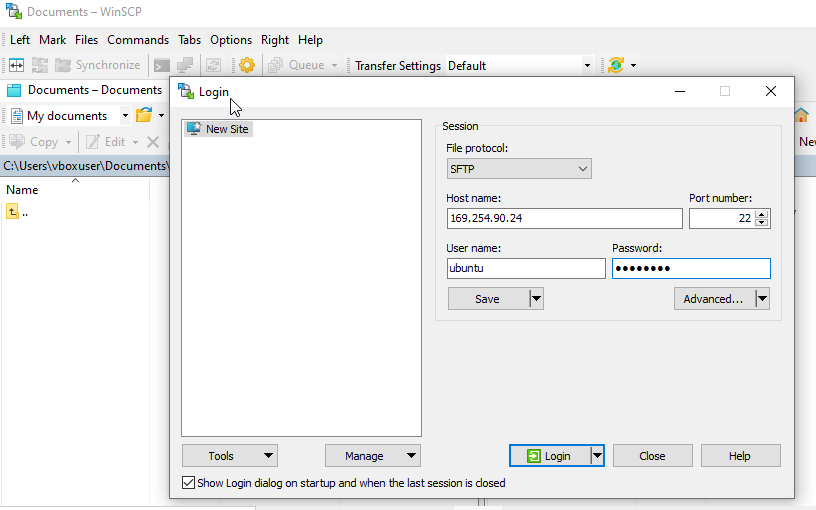 Documents – WinSCP
Left Mark Files Commands Tabs Options Right Help
Synchronize Queue Transfer Settings Default
Documents – Documents
My documents
Copy Edit
C:\Users\vboxuser\Documents\
Name
..
Login
New Site
Session
File protocol:
SFTP
Host name: Port number:
169.254.90.24 22
User name: Password:
ubuntu ●●●●●●●●
Save Advanced...
Tools Manage Login Close Help
Show Login dialog on startup and when the last session is closed